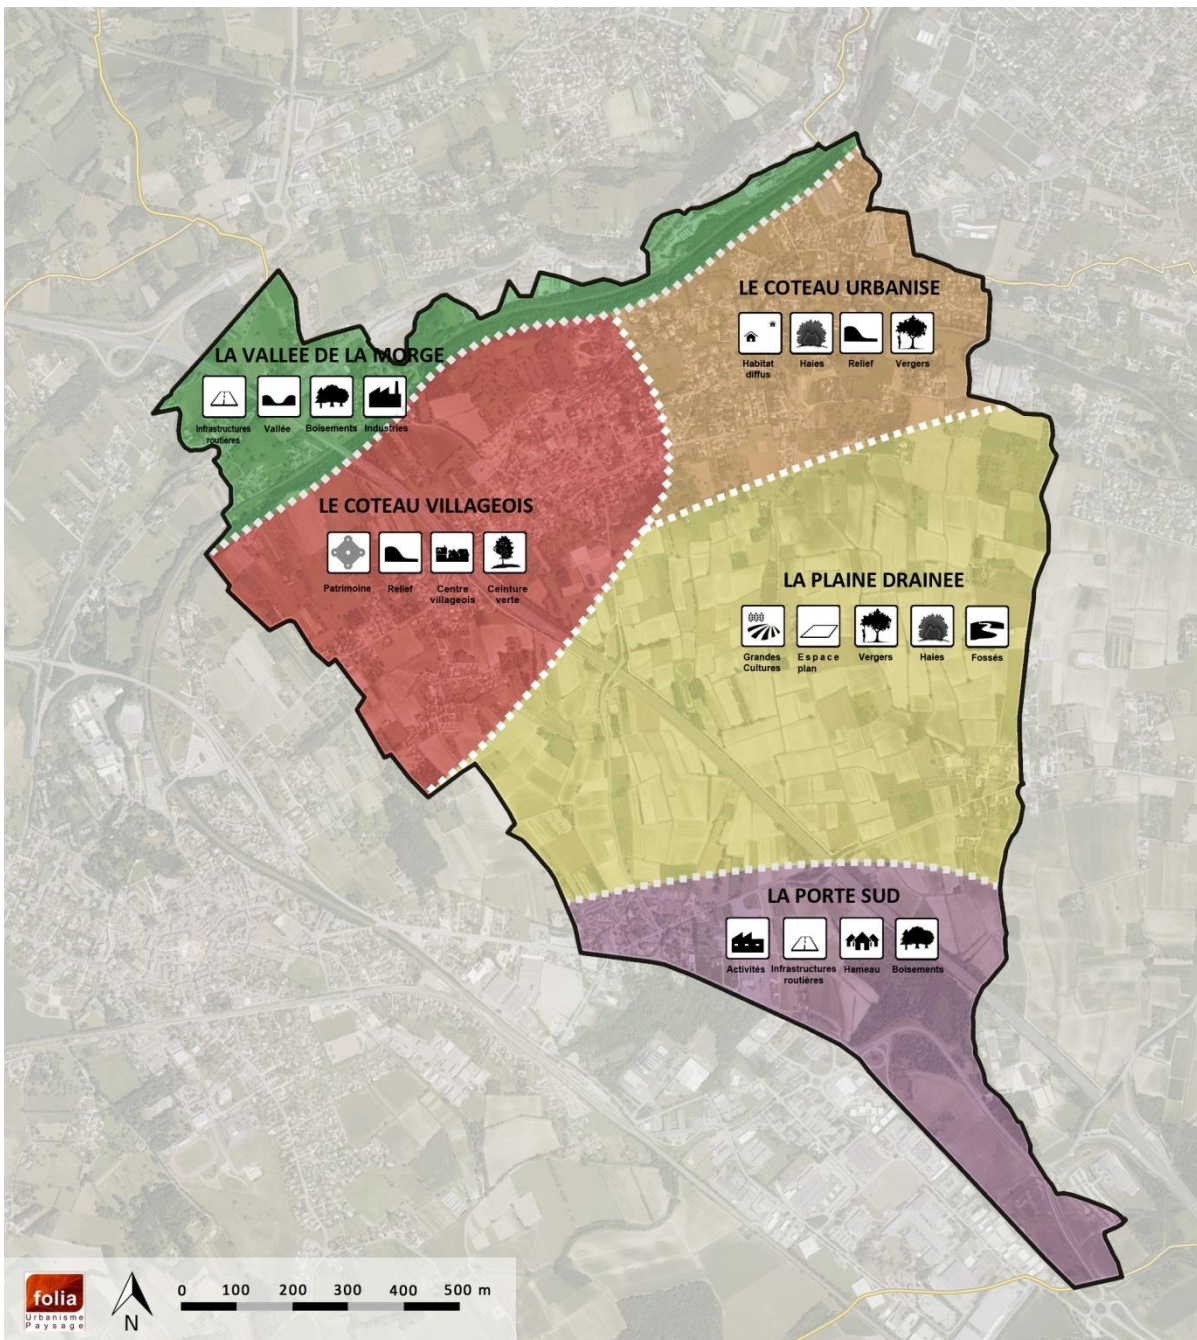 LE COTEAU URBANISE
Habitat
diffus
Haies
Relief
Vergers
LA VALLEE DE LA MORGE
Infrastructures
routières
Vallée
Boisements
Industries
LE COTEAU VILLAGEOIS
Patrimoine
Relief
Centre
villageois
Ceinture
verte
LA PLAINE DRAINEE
Grandes
Cultures
Espace
plan
Vergers
Haies
Fossés
LA PORTE SUD
Activités
Infrastructures
routières
Hameau
Boisements
folia
Urbanisme
Paysage
N
0 100 200 300 400 500 m